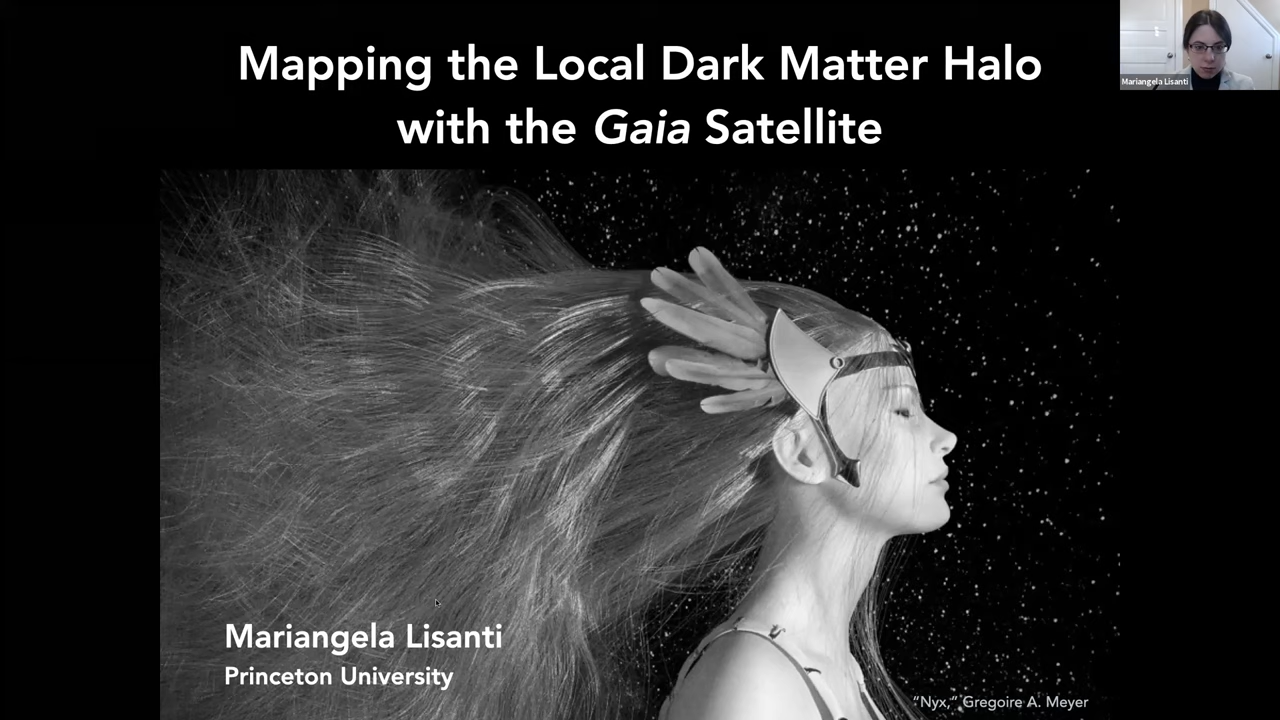 Mapping the Local Dark Matter Halo
with the Gaia Satellite
Mariangela Lisanti
Mariangela Lisanti
Princeton University
"Nyx," Gregoire A. Meyer